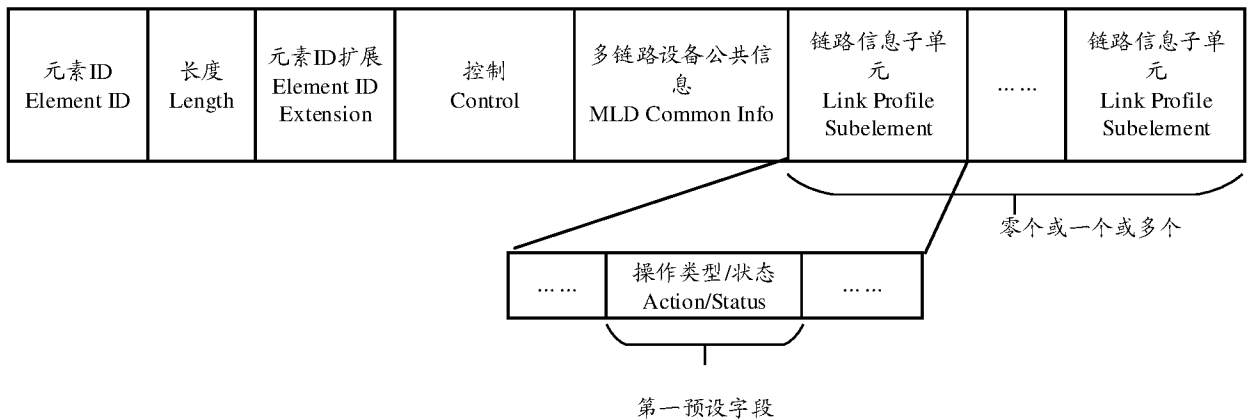 元素ID
Element ID
长度
Length
元素ID扩展
Element ID
Extension
控制
Control
多链路设备公共信
息
MLD Common Info
链路信息子单
元
Link Profile
Subelement
……
链路信息子单
元
Link Profile
Subelement
零个或一个或多个
……
操作类型/状态
Action/Status
……
第一预设字段